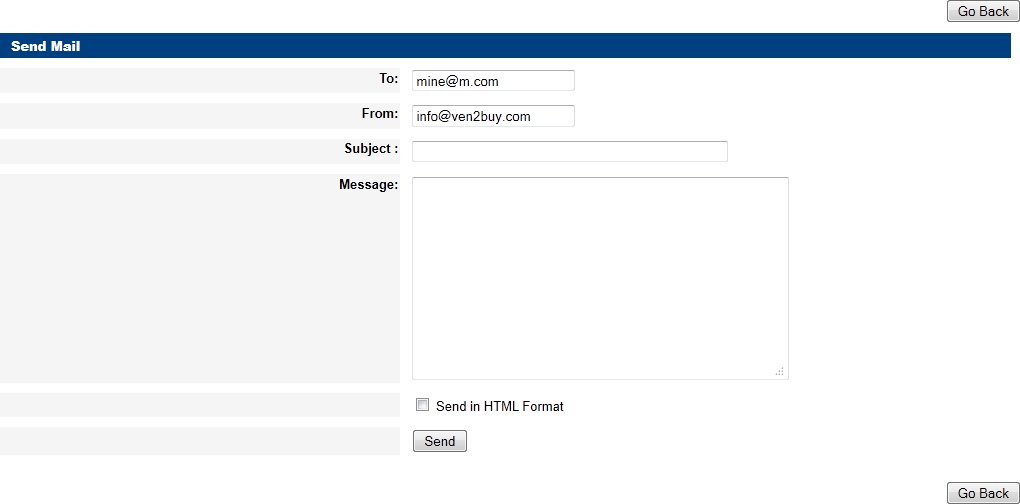 Go Back
Send Mail
To: mine@m.com
From: info@ven2buy.com
Subject :
Message:
Send in HTML Format
Send
Go Back